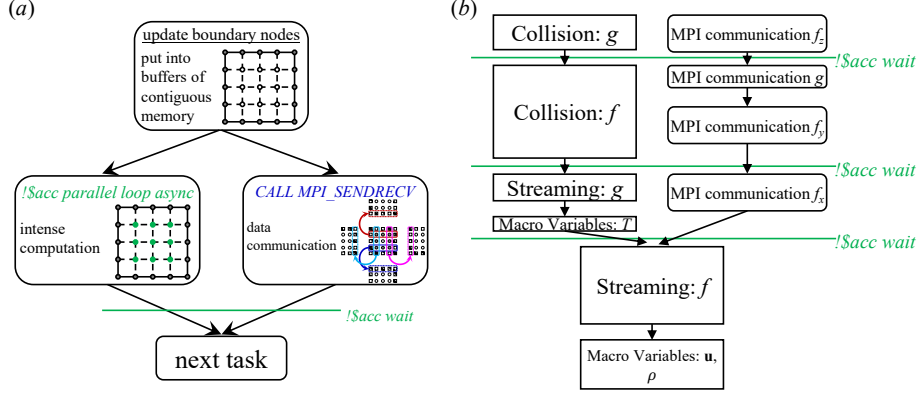 (a)
update boundary nodes
put into
buffers of
contiguous
memory
!$acc parallel loop async
intense
computation
CALL MPI_SENDRECV
data
communication
!$acc wait
next task
(b)
Collision: g
MPI communication f_z
!$acc wait
MPI communication g
Collision: f
MPI communication f_y
!$acc wait
Streaming: g
MPI communication f_x
Macro Variables: T
!$acc wait
Streaming: f
Macro Variables: u,
ρ